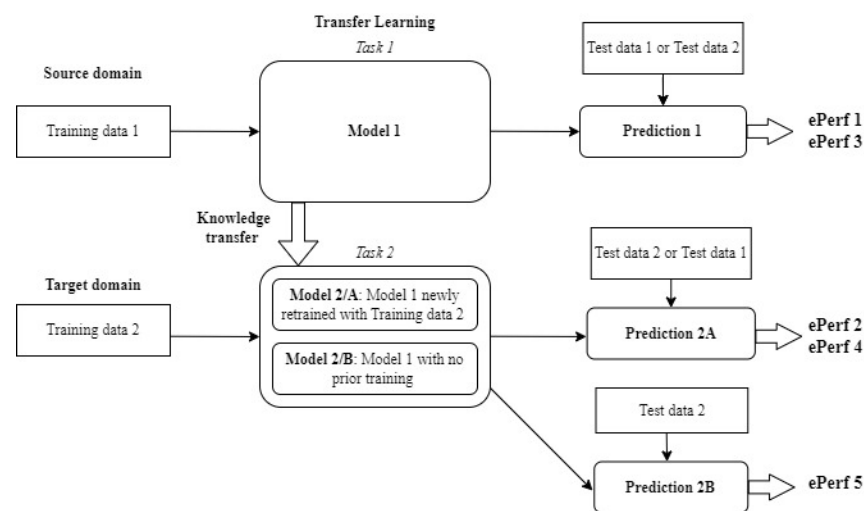 Transfer Learning
Task 1
Test data 1 or Test data 2
Source domain
Training data 1
Model 1
Prediction 1
ePerf 1
ePerf 3
Knowledge
transfer
Task 2
Test data 2 or Test data 1
Target domain
Training data 2
Model 2/A: Model 1 newly
retrained with Training data 2
Model 2/B: Model 1 with no
prior training
Prediction 2A
ePerf 2
ePerf 4
Test data 2
Prediction 2B
ePerf 5